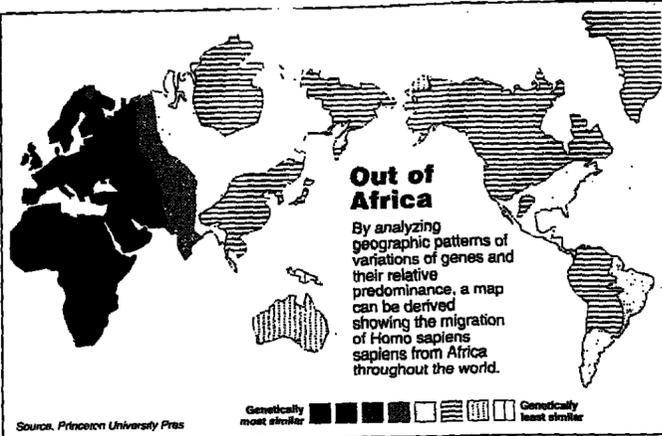 Out of
Africa
By analyzing
geographic patterns of
variations of genes and
their relative
predominance, a map
can be derived
showing the migration
of Homo sapiens
sapiens from Africa
throughout the world.
Genetically
most similar
Genetically
least similar
Source, Princeton University Pres